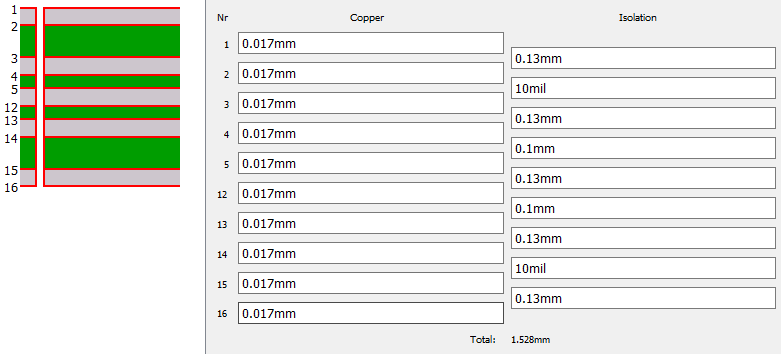 1
2
3
4
5
12
13
14
15
16
Nr Copper Isolation
1 0.017mm
0.13mm
2 0.017mm
10mil
3 0.017mm
0.13mm
4 0.017mm
0.1mm
5 0.017mm
0.13mm
12 0.017mm
0.1mm
13 0.017mm
0.13mm
14 0.017mm
10mil
15 0.017mm
0.13mm
16 0.017mm
Total: 1.528mm